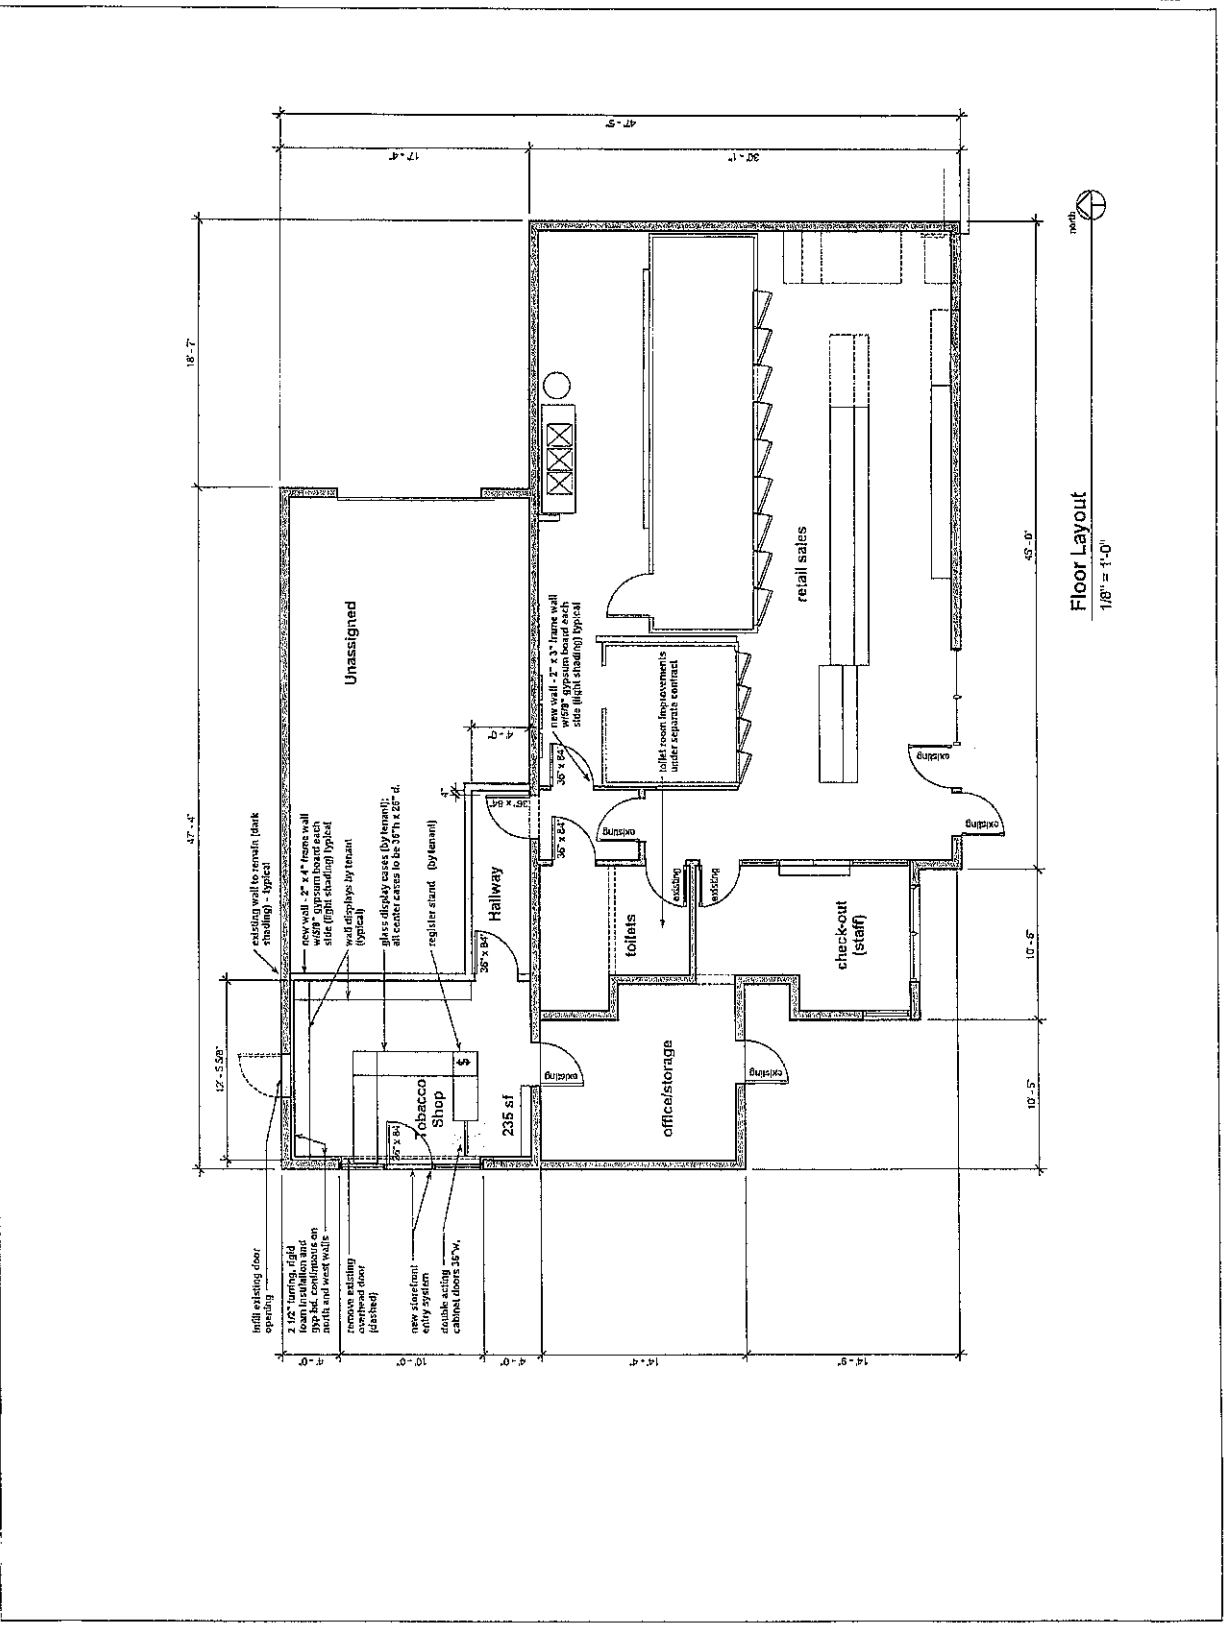 47' - 5"
17' - 4"
30' - 1"
18' - 7"
47' - 4"
12' - 5 5/8"
existing wall to remain (dark
shading) - typical
new wall - 2" x 4" frame wall
w/5/8" gypsum board each
side (light shading) typical
wall displays by tenant
(typical)
glass display cases (by tenant);
all center cases to be 36"h x 26" d.
register stand (by tenant)
Unassigned
4' - 0"
4"
new wall - 2" x 3" frame wall
w/5/8" gypsum board each
side (light shading) typical
Hallway
36" x 84"
36" x 84"
36" x 84"
36" x 84"
toilet room improvements
under separate contract
retail sales
existing
existing
existing
existing
existing
toilets
check-out
(staff)
Tobacco
Shop
$
235 sf
36" x 84"
existing
office/storage
existing
infill existing door
opening
2 1/2" furring, rigid
foam insulation and
gyp bd. continuous on
north and west walls
remove existing
overhead door
(dashed)
new storefront
entry system
double acting
cabinet doors 36"w.
4' - 0"
10' - 0"
4' - 0"
14' - 4"
14' - 9"
10' - 5"
10' - 6"
north
Floor Layout
1/8" = 1'-0"